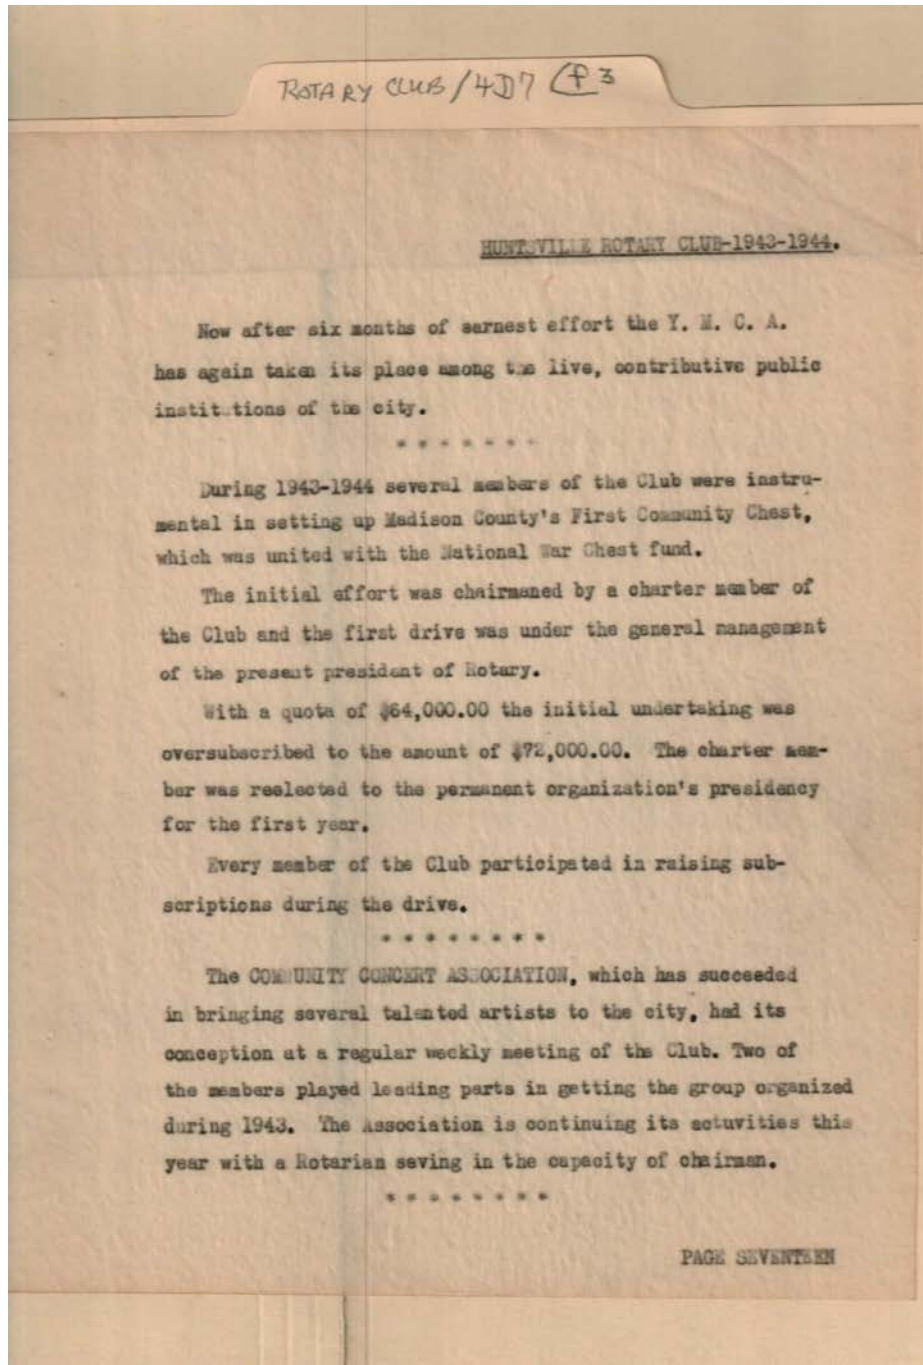 ROTARY CLUB/4D7 f3
HUNTSVILLE ROTARY CLUB-1943-1944.
Now after six months of earnest effort the Y. M. C. A.
has again taken its place among the live, contributive public
institutions of the city.
* * * * * * *
During 1943-1944 several members of the Club were instru-
mental in setting up Madison County's First Community Chest,
which was united with the National War Chest fund.
The initial effort was chairmaned by a charter member of
the Club and the first drive was under the general management
of the present president of Rotary.
With a quota of $64,000.00 the initial undertaking was
oversubscribed to the amount of $72,000.00. The charter mem-
ber was reelected to the permanent organization's presidency
for the first year.
Every member of the Club participated in raising sub-
scriptions during the drive.
* * * * * * * *
The COMMUNITY CONCERT ASSOCIATION, which has succeeded
in bringing several talented artists to the city, had its
conception at a regular weekly meeting of the Club. Two of
the members played leading parts in getting the group organized
during 1943. The Association is continuing its actuvities this
year with a Rotarian seving in the capacity of chairman.
* * * * * * * *
PAGE SEVENTEEN